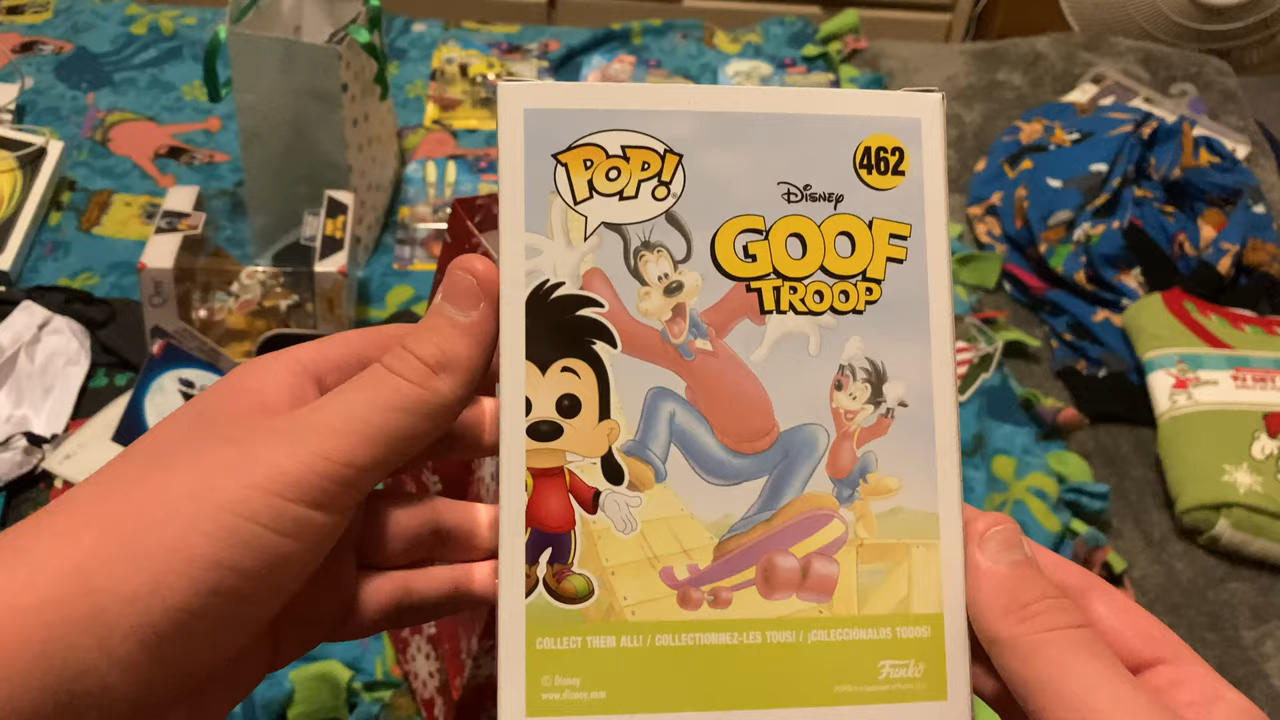 POP!
462
Disney
GOOF
TROOP
COLLECT THEM ALL! / COLLECTIONNEZ-LES TOUS! / ¡COLECCIÓNALOS TODOS!
© Disney
www.disney.com
Funko